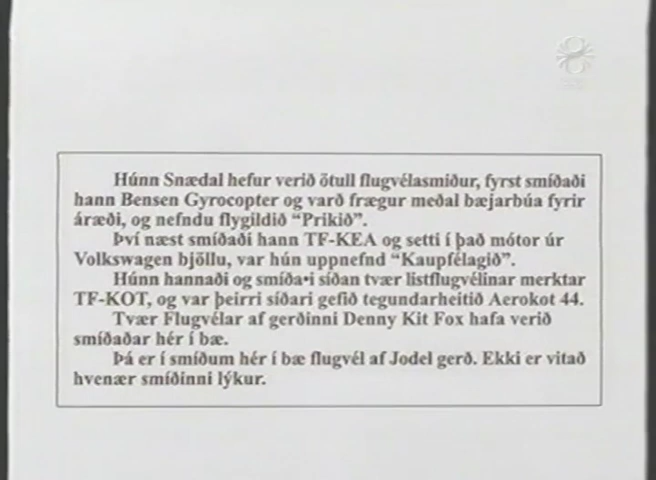 Húnn Snædal hefur verið ötull flugvélasmiður, fyrst smíðaði
hann Bensen Gyrocopter og varð frægur meðal bæjarbúa fyrir
áræði, og nefndu flygildið “Prikið”.
Því næst smíðaði hann TF-KEA og setti í það mótor úr
Volkswagen bjöllu, var hún uppnefnd “Kaupfélagið”.
Húnn hannaði og smíða•i síðan tvær listflugvélinar merktar
TF-KOT, og var þeirri síðari gefið tegundarheitið Aerokot 44.
Tvær Flugvélar af gerðinni Denny Kit Fox hafa verið
smíðaðar hér í bæ.
Þá er í smíðum hér í bæ flugvél af Jodel gerð. Ekki er vitað
hvenær smíðinni lýkur.